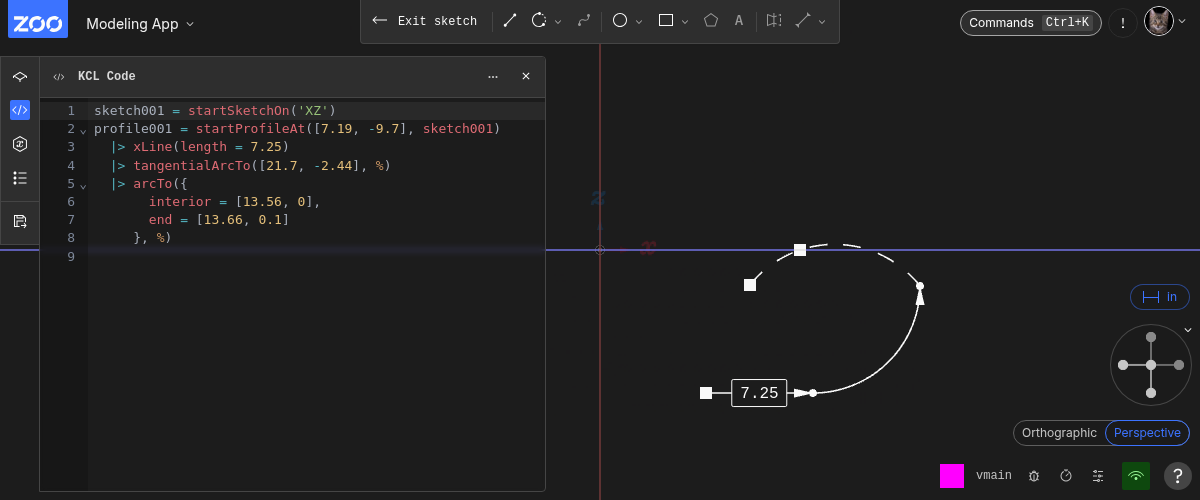 ZOO
Modeling App
Exit sketch
A
Commands Ctrl+K
!
KCL Code
1 sketch001 = startSketchOn('XZ')
2 profile001 = startProfileAt([7.19, -9.7], sketch001)
3 |> xLine(length = 7.25)
4 |> tangentialArcTo([21.7, -2.44], %)
5 |> arcTo({
6 interior = [13.56, 0],
7 end = [13.66, 0.1]
8 }, %)
9
z
x
in
7.25
Orthographic Perspective
vmain
?